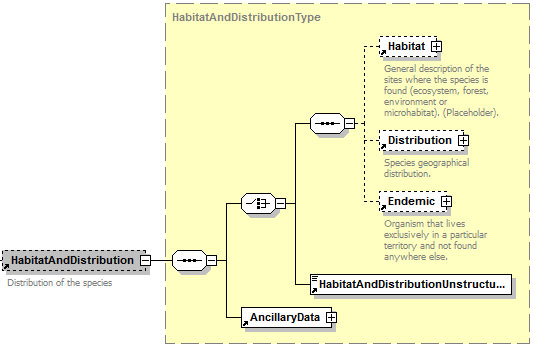 HabitatAndDistributionType
Habitat
General description of the
sites where the species is
found (ecosystem, forest,
environment or
microhabitat). (Placeholder).
Distribution
Species geographical
distribution.
Endemic
Organism that lives
exclusively in a particular
territory and not found
anywhere else.
HabitatAndDistribution
Distribution of the species
HabitatAndDistributionUnstructu...
AncillaryData